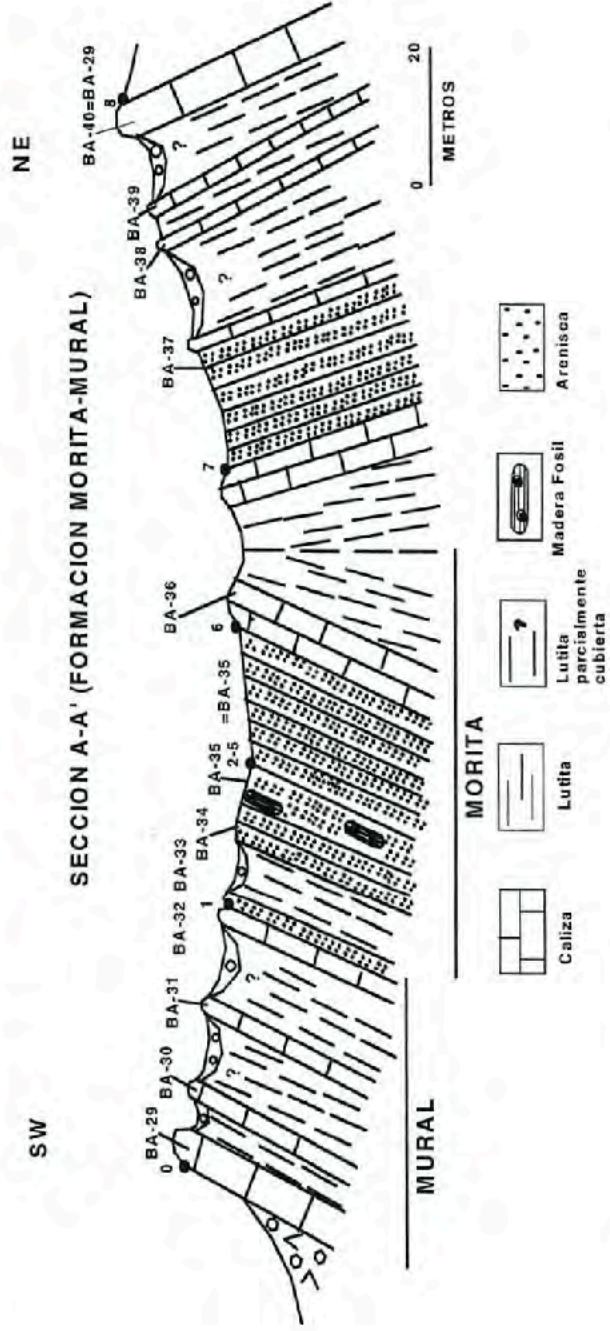 SECCION A-A' (FORMACION MORITA-MURAL)
SW
NE
0
BA-29
BA-30
BA-31
BA-32
1
BA-33
BA-34
BA-35
2-5
=BA-35
6
BA-36
7
BA-37
BA-38
BA-39
BA-40=BA-29
8
?
?
?
?
0
20
METROS
MURAL
MORITA
Caliza
Lutita
?
Lutita
parcialmente
cubierta
Madera Fosil
Arenisca